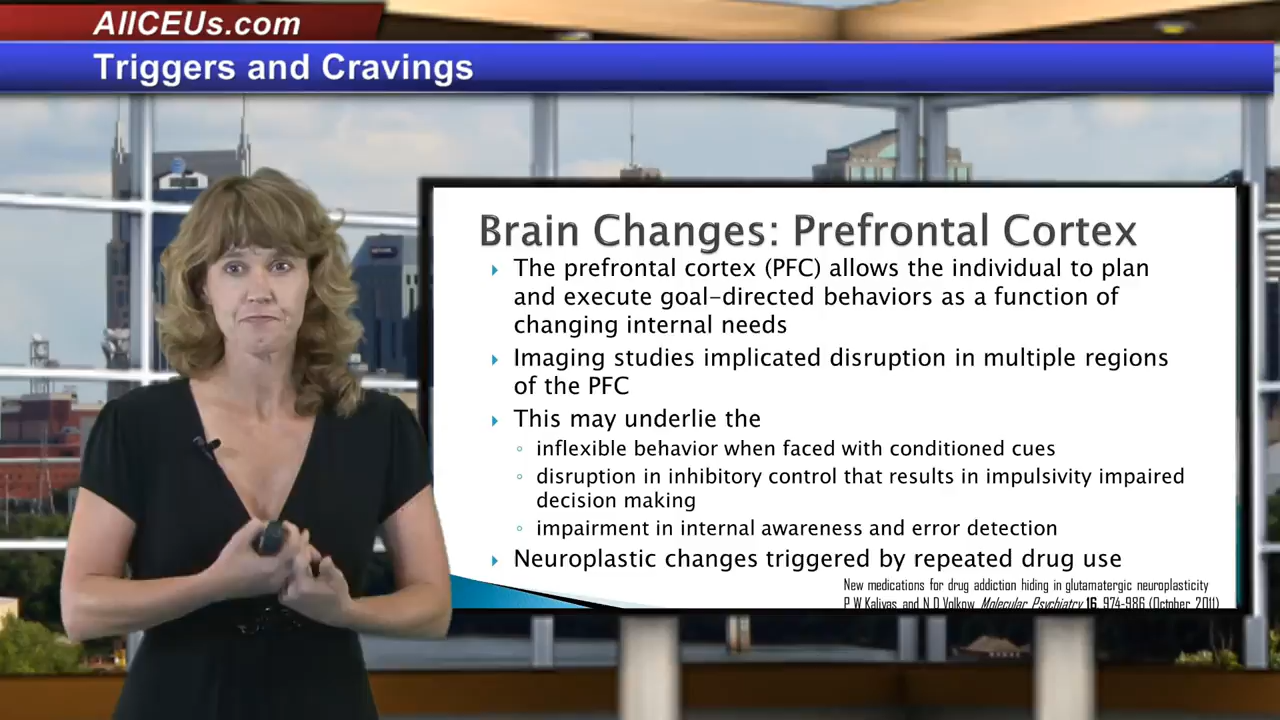 AllCEUs.com
Triggers and Cravings
Brain Changes: Prefrontal Cortex
The prefrontal cortex (PFC) allows the individual to plan
and execute goal-directed behaviors as a function of
changing internal needs
Imaging studies implicated disruption in multiple regions
of the PFC
This may underlie the
inflexible behavior when faced with conditioned cues
disruption in inhibitory control that results in impulsivity impaired
decision making
impairment in internal awareness and error detection
Neuroplastic changes triggered by repeated drug use
New medications for drug addiction hiding in glutamatergic neuroplasticity
P W Kalivas and N D Volkow Molecular Psychiatry 16, 974-986 (October 2011)